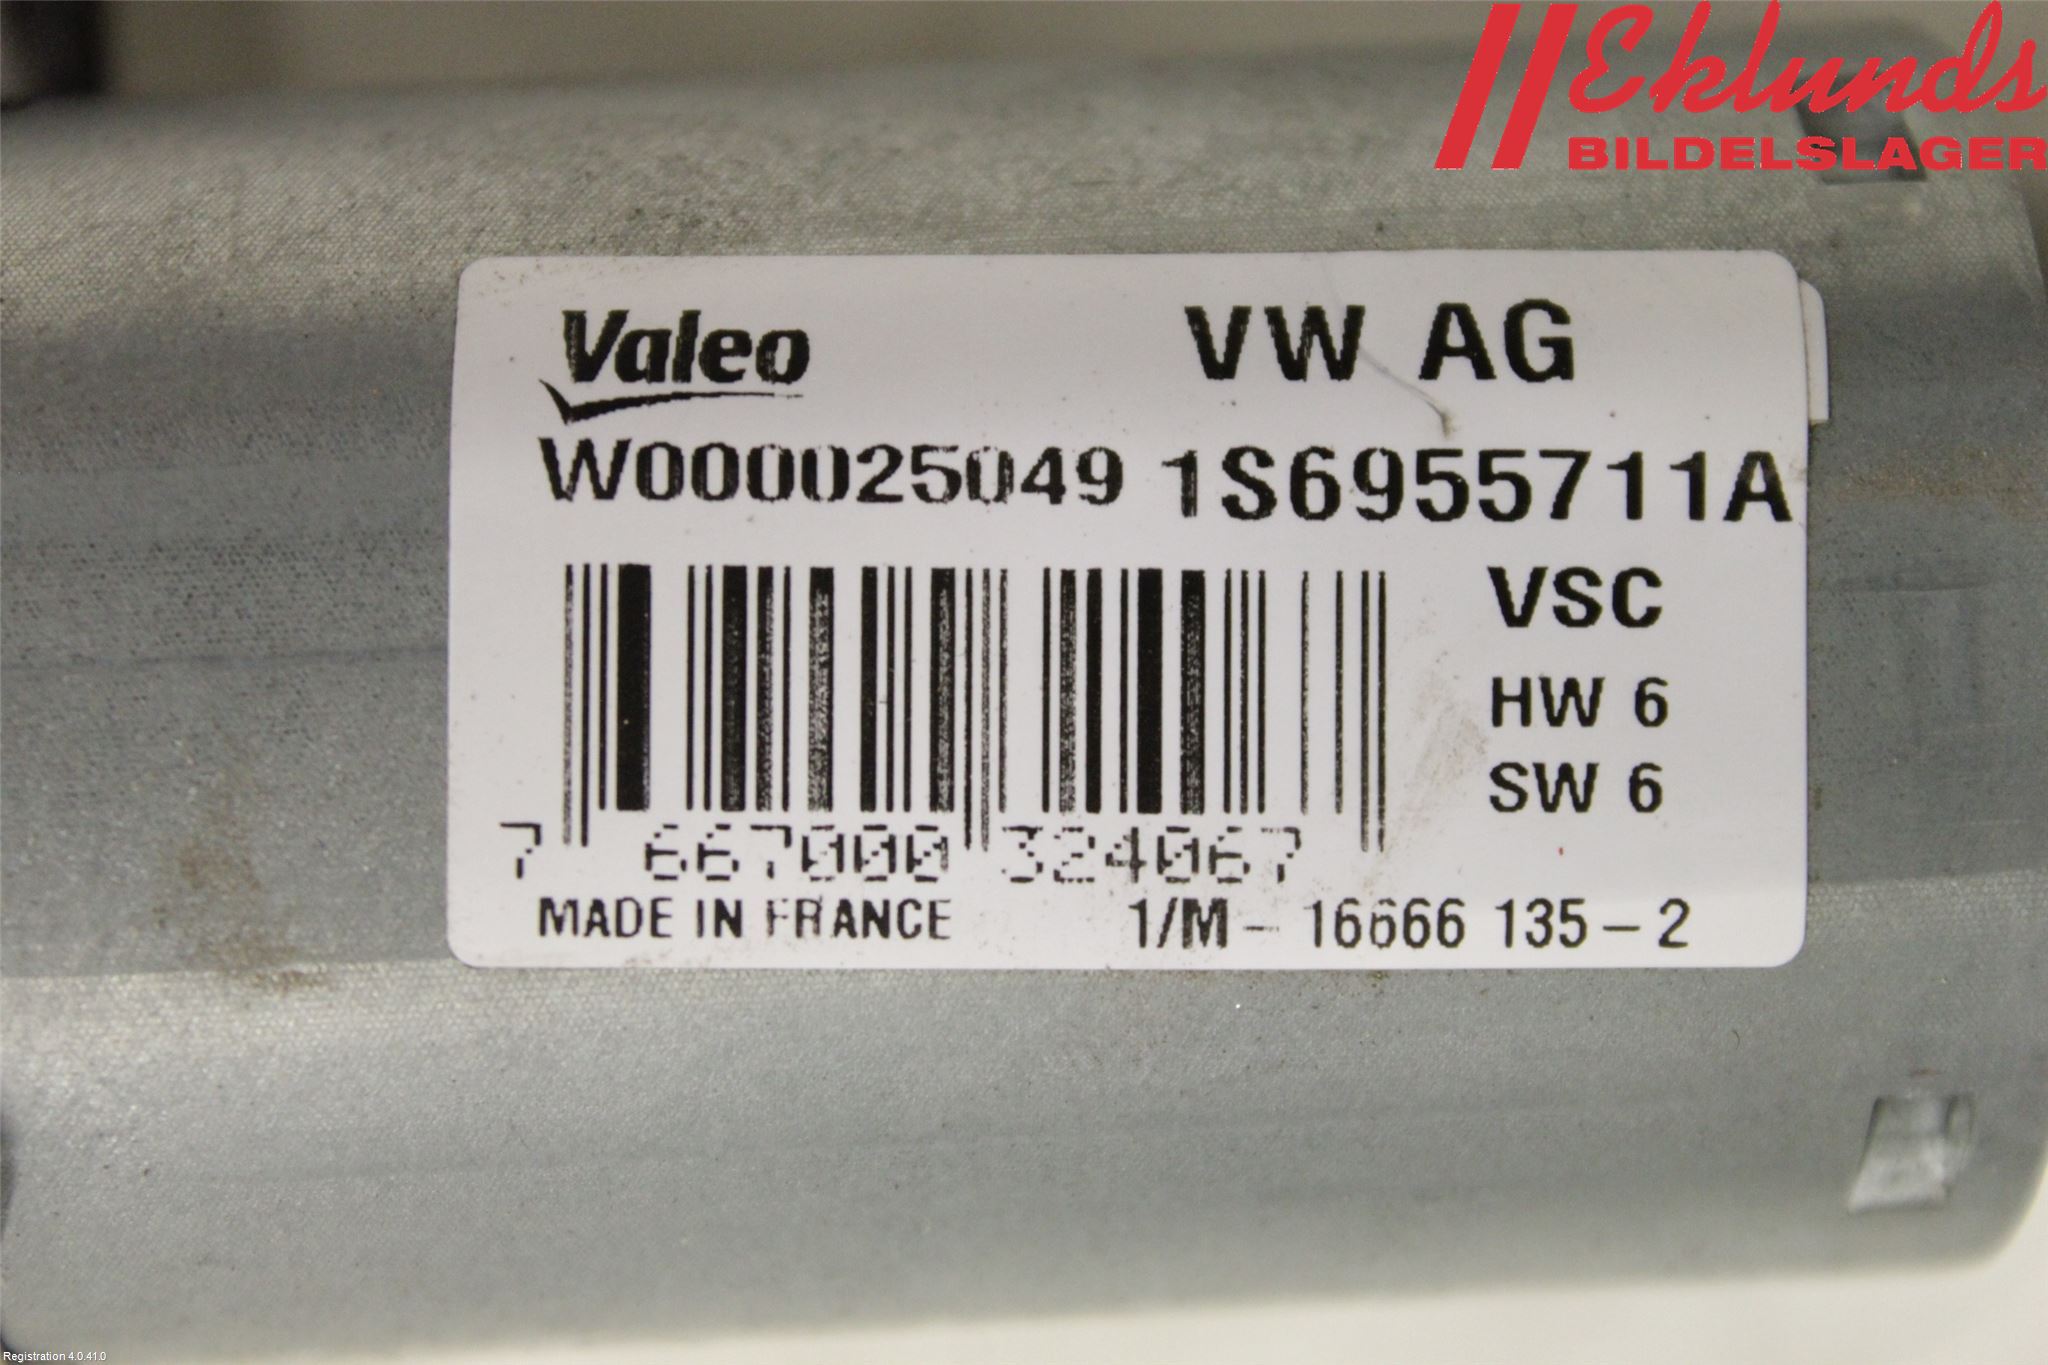 Eklunds
BILDELSLAGER
Valeo VW AG
W000025049 1S6955711A
VSC
HW 6
SW 6
7 667000 324067
MADE IN FRANCE 1/M - 16666 135 - 2
Registration 4.0.41.0